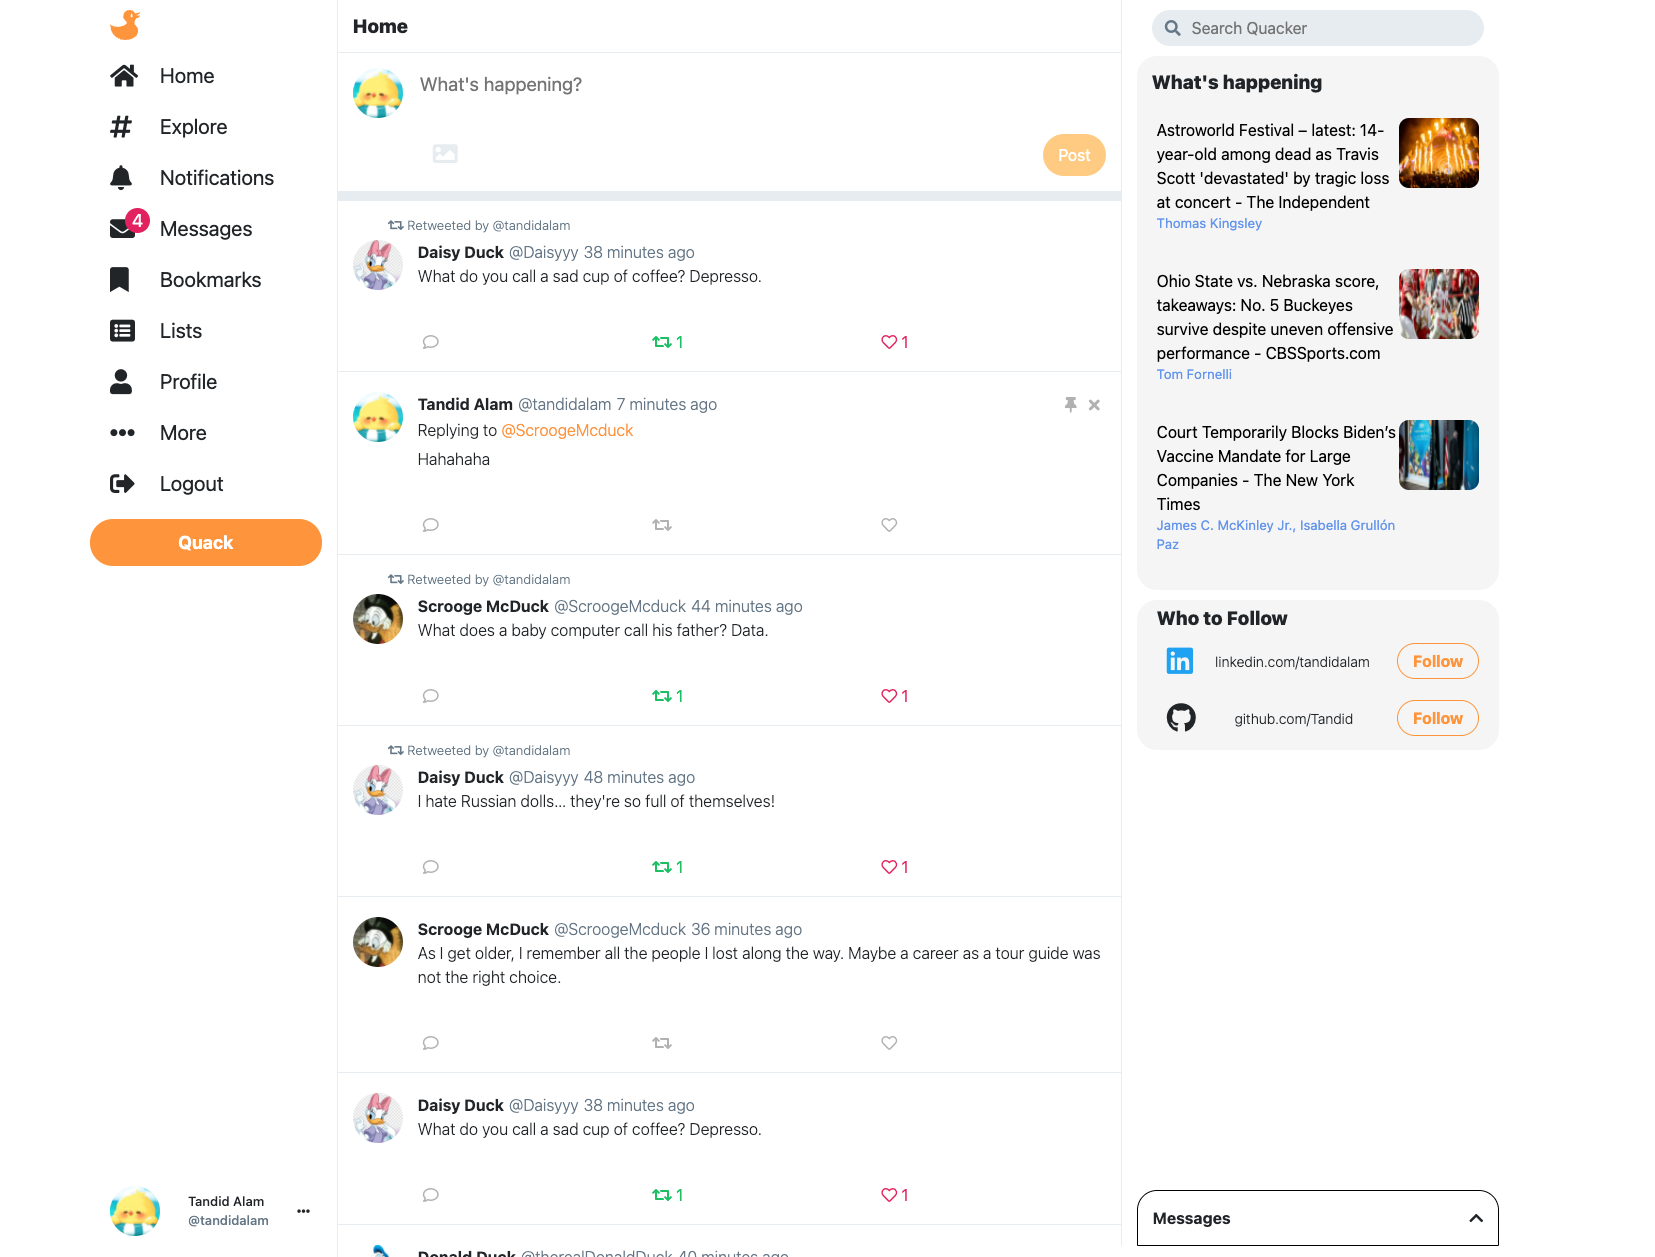 Home
Explore
Notifications
4
Messages
Bookmarks
Lists
Profile
More
Logout
Quack
Tandid Alam
@tandidalam
Home
What's happening?
Post
Retweeted by @tandidalam
Daisy Duck @Daisyyy 38 minutes ago
What do you call a sad cup of coffee? Depresso.
1 1
Tandid Alam @tandidalam 7 minutes ago
Replying to @ScroogeMcduck
Hahahaha
Retweeted by @tandidalam
Scrooge McDuck @ScroogeMcduck 44 minutes ago
What does a baby computer call his father? Data.
1 1
Retweeted by @tandidalam
Daisy Duck @Daisyyy 48 minutes ago
I hate Russian dolls... they're so full of themselves!
1 1
Scrooge McDuck @ScroogeMcduck 36 minutes ago
As I get older, I remember all the people I lost along the way. Maybe a career as a tour guide was
not the right choice.
Daisy Duck @Daisyyy 38 minutes ago
What do you call a sad cup of coffee? Depresso.
1 1
Donald Duck @therealDonaldDuck 40 minutes ago
Search Quacker
What's happening
Astroworld Festival – latest: 14-
year-old among dead as Travis
Scott 'devastated' by tragic loss
at concert - The Independent
Thomas Kingsley
Ohio State vs. Nebraska score,
takeaways: No. 5 Buckeyes
survive despite uneven offensive
performance - CBSSports.com
Tom Fornelli
Court Temporarily Blocks Biden’s
Vaccine Mandate for Large
Companies - The New York
Times
James C. McKinley Jr., Isabella Grullón
Paz
Who to Follow
linkedin.com/tandidalam Follow
github.com/Tandid Follow
Messages